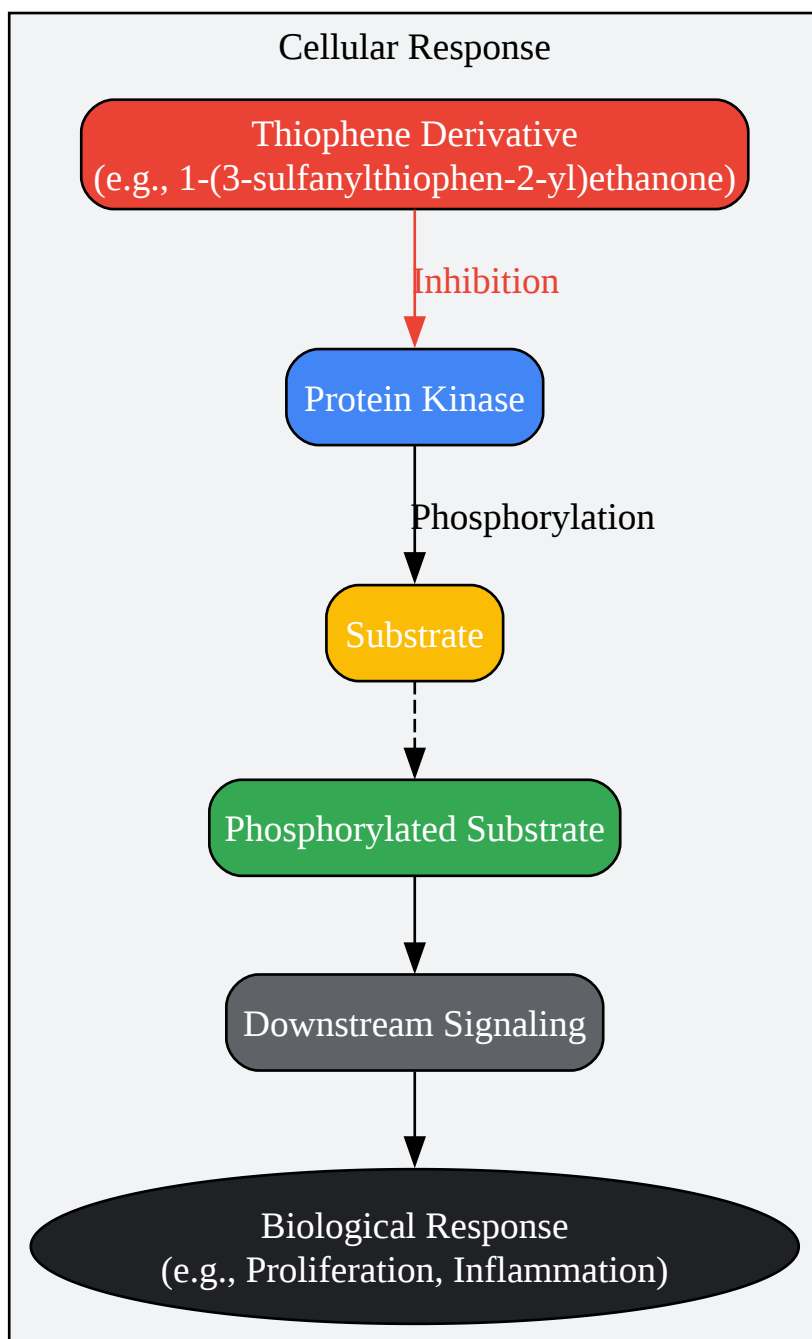 Cellular Response
Thiophene Derivative
(e.g., 1-(3-sulfanylthiophen-2-yl)ethanone)
Inhibition
Protein Kinase
Phosphorylation
Substrate
Phosphorylated Substrate
Downstream Signaling
Biological Response
(e.g., Proliferation, Inflammation)